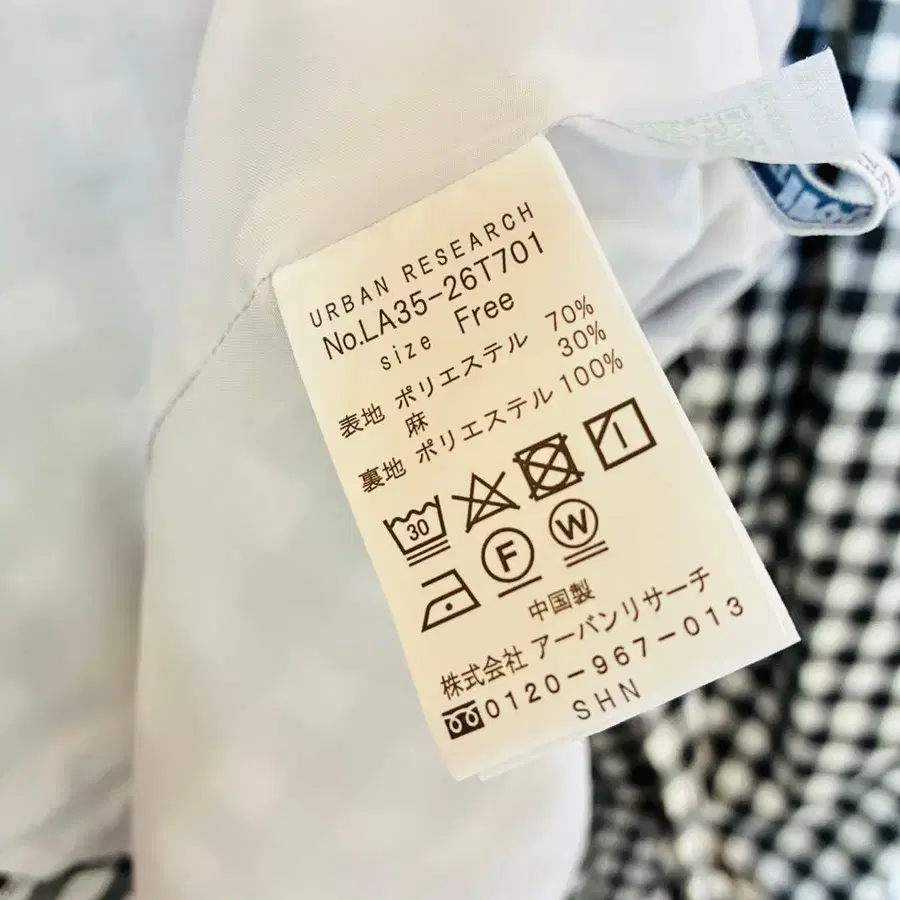 URBAN RESEARCH
No.LA35-26T701
size Free
表地 ポリエステル 70%
麻 30%
裏地 ポリエステル 100%
30
F W
中国製
株式会社 アーバンリサーチ
0120-967-013
SHN